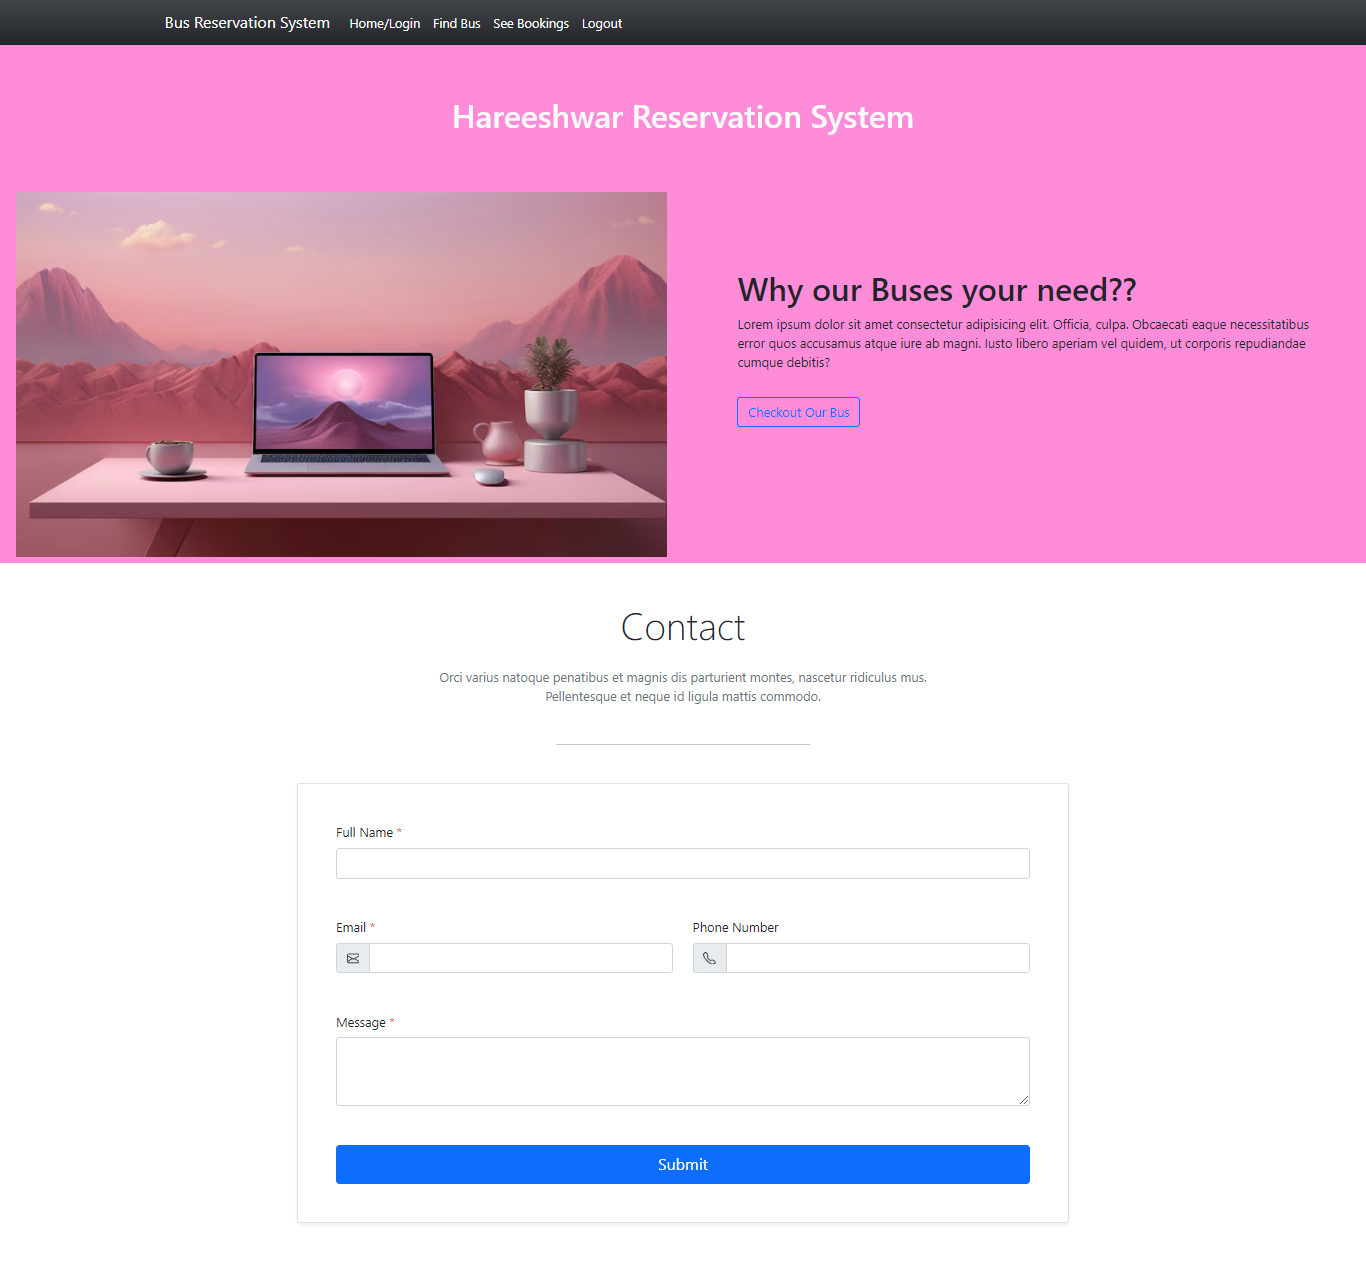 Bus Reservation System Home/Login Find Bus See Bookings Logout
Hareeshwar Reservation System
Why our Buses your need??
Lorem ipsum dolor sit amet consectetur adipisicing elit. Officia, culpa. Obcaecati eaque necessitatibus
error quos accusamus atque iure ab magni. Iusto libero aperiam vel quidem, ut corporis repudiandae
cumque debitis?
Checkout Our Bus
Contact
Orci varius natoque penatibus et magnis dis parturient montes, nascetur ridiculus mus.
Pellentesque et neque id ligula mattis commodo.
Full Name *
Email * Phone Number
Message *
Submit